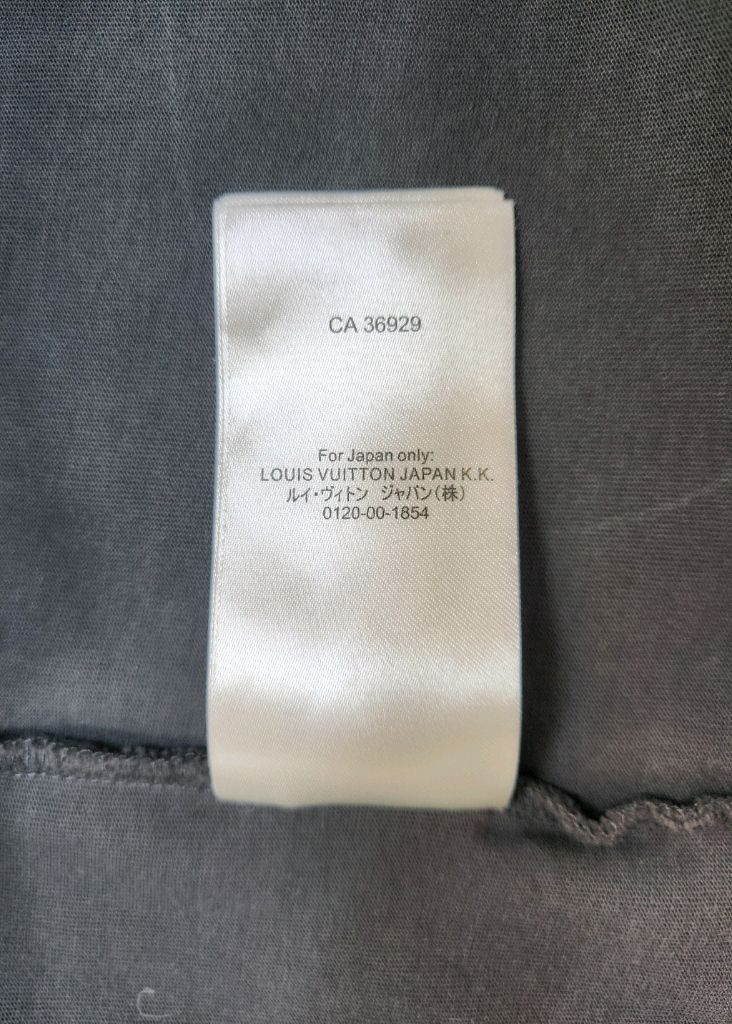 CA 36929
For Japan only:
LOUIS VUITTON JAPAN K.K.
ルイ・ヴィトン ジャパン(株)
0120-00-1854